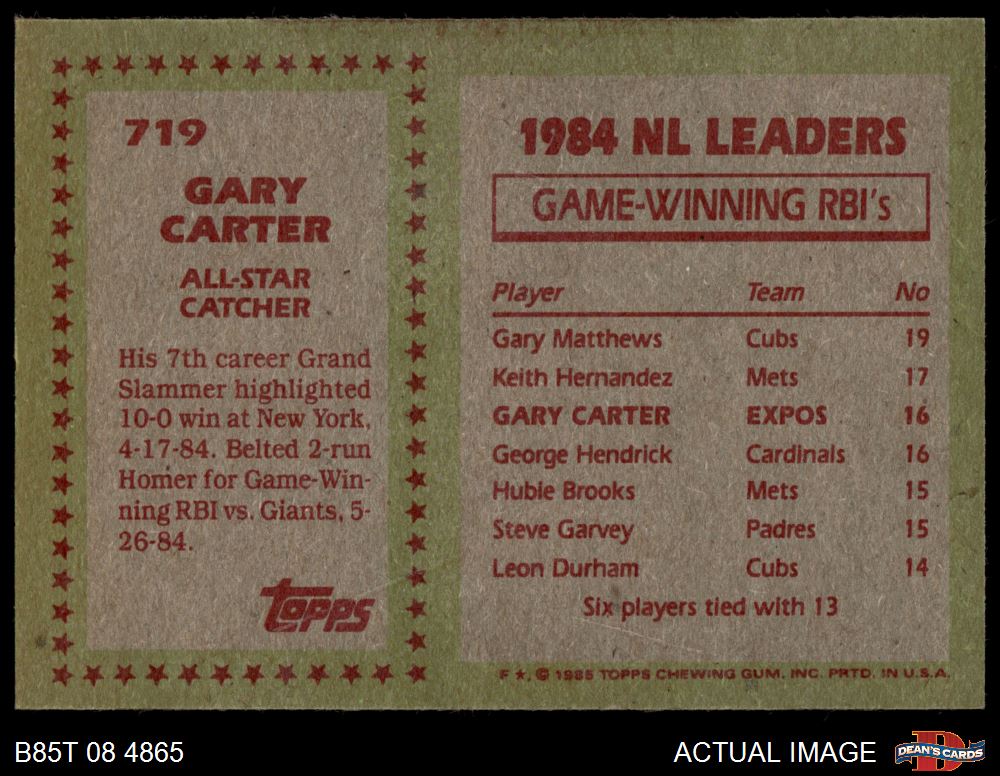 719
GARY
CARTER
ALL-STAR
CATCHER
His 7th career Grand
Slammer highlighted
10-0 win at New York,
4-17-84. Belted 2-run
Homer for Game-Win-
ning RBI vs. Giants, 5-
26-84.
TOPPS
1984 NL LEADERS
GAME-WINNING RBI's
Player Team No
Gary Matthews Cubs 19
Keith Hernandez Mets 17
GARY CARTER EXPOS 16
George Hendrick Cardinals 16
Hubie Brooks Mets 15
Steve Garvey Padres 15
Leon Durham Cubs 14
Six players tied with 13
F ★, © 1985 TOPPS CHEWING GUM, INC. PRTD. IN U.S.A.
B85T 08 4865
ACTUAL IMAGE
D
DEAN'S CARDS